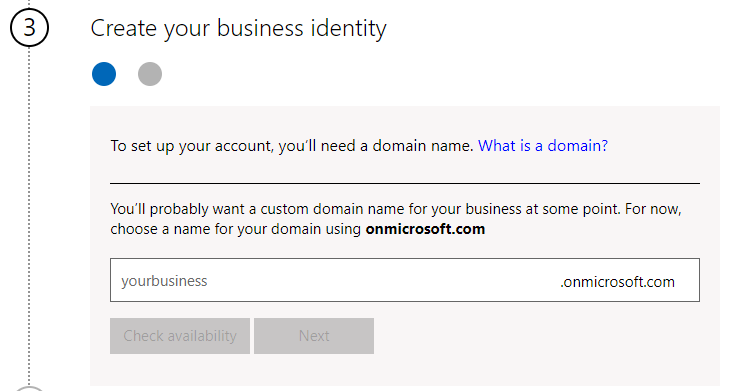 3
Create your business identity
To set up your account, you'll need a domain name. What is a domain?
You'll probably want a custom domain name for your business at some point. For now,
choose a name for your domain using onmicrosoft.com
yourbusiness .onmicrosoft.com
Check availability Next